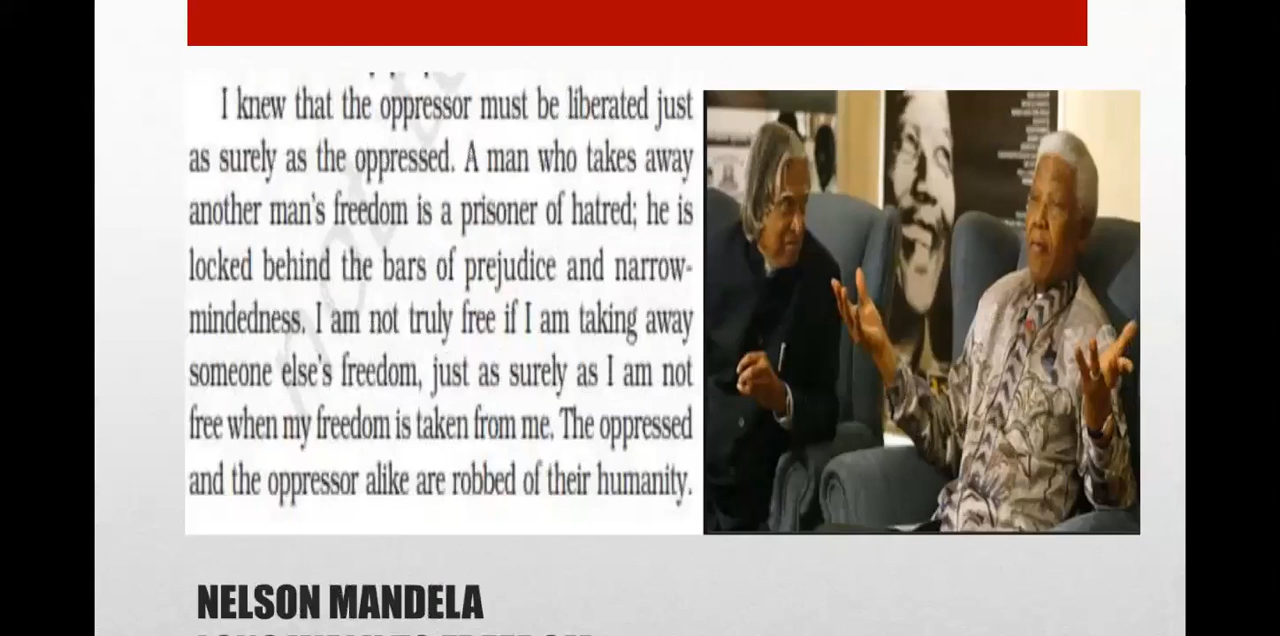 I knew that the oppressor must be liberated just
as surely as the oppressed. A man who takes away
another man's freedom is a prisoner of hatred; he is
locked behind the bars of prejudice and narrow-
mindedness. I am not truly free if I am taking away
someone else's freedom, just as surely as I am not
free when my freedom is taken from me. The oppressed
and the oppressor alike are robbed of their humanity.
NELSON MANDELA